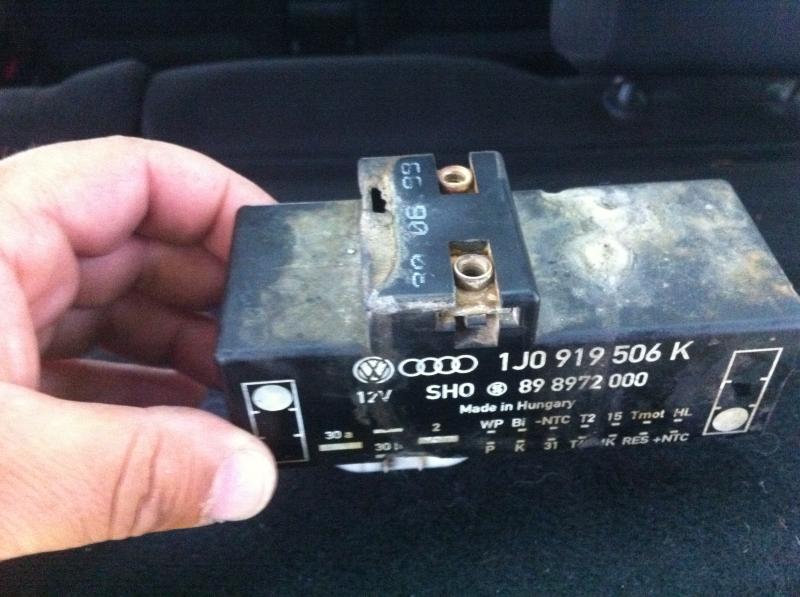 1J0 919 506 K
12V SHO 89 8972 000
Made in Hungary
30 a 2 WP Bi -NTC T2 15 Tmot HL
P K 31 RES +NTC